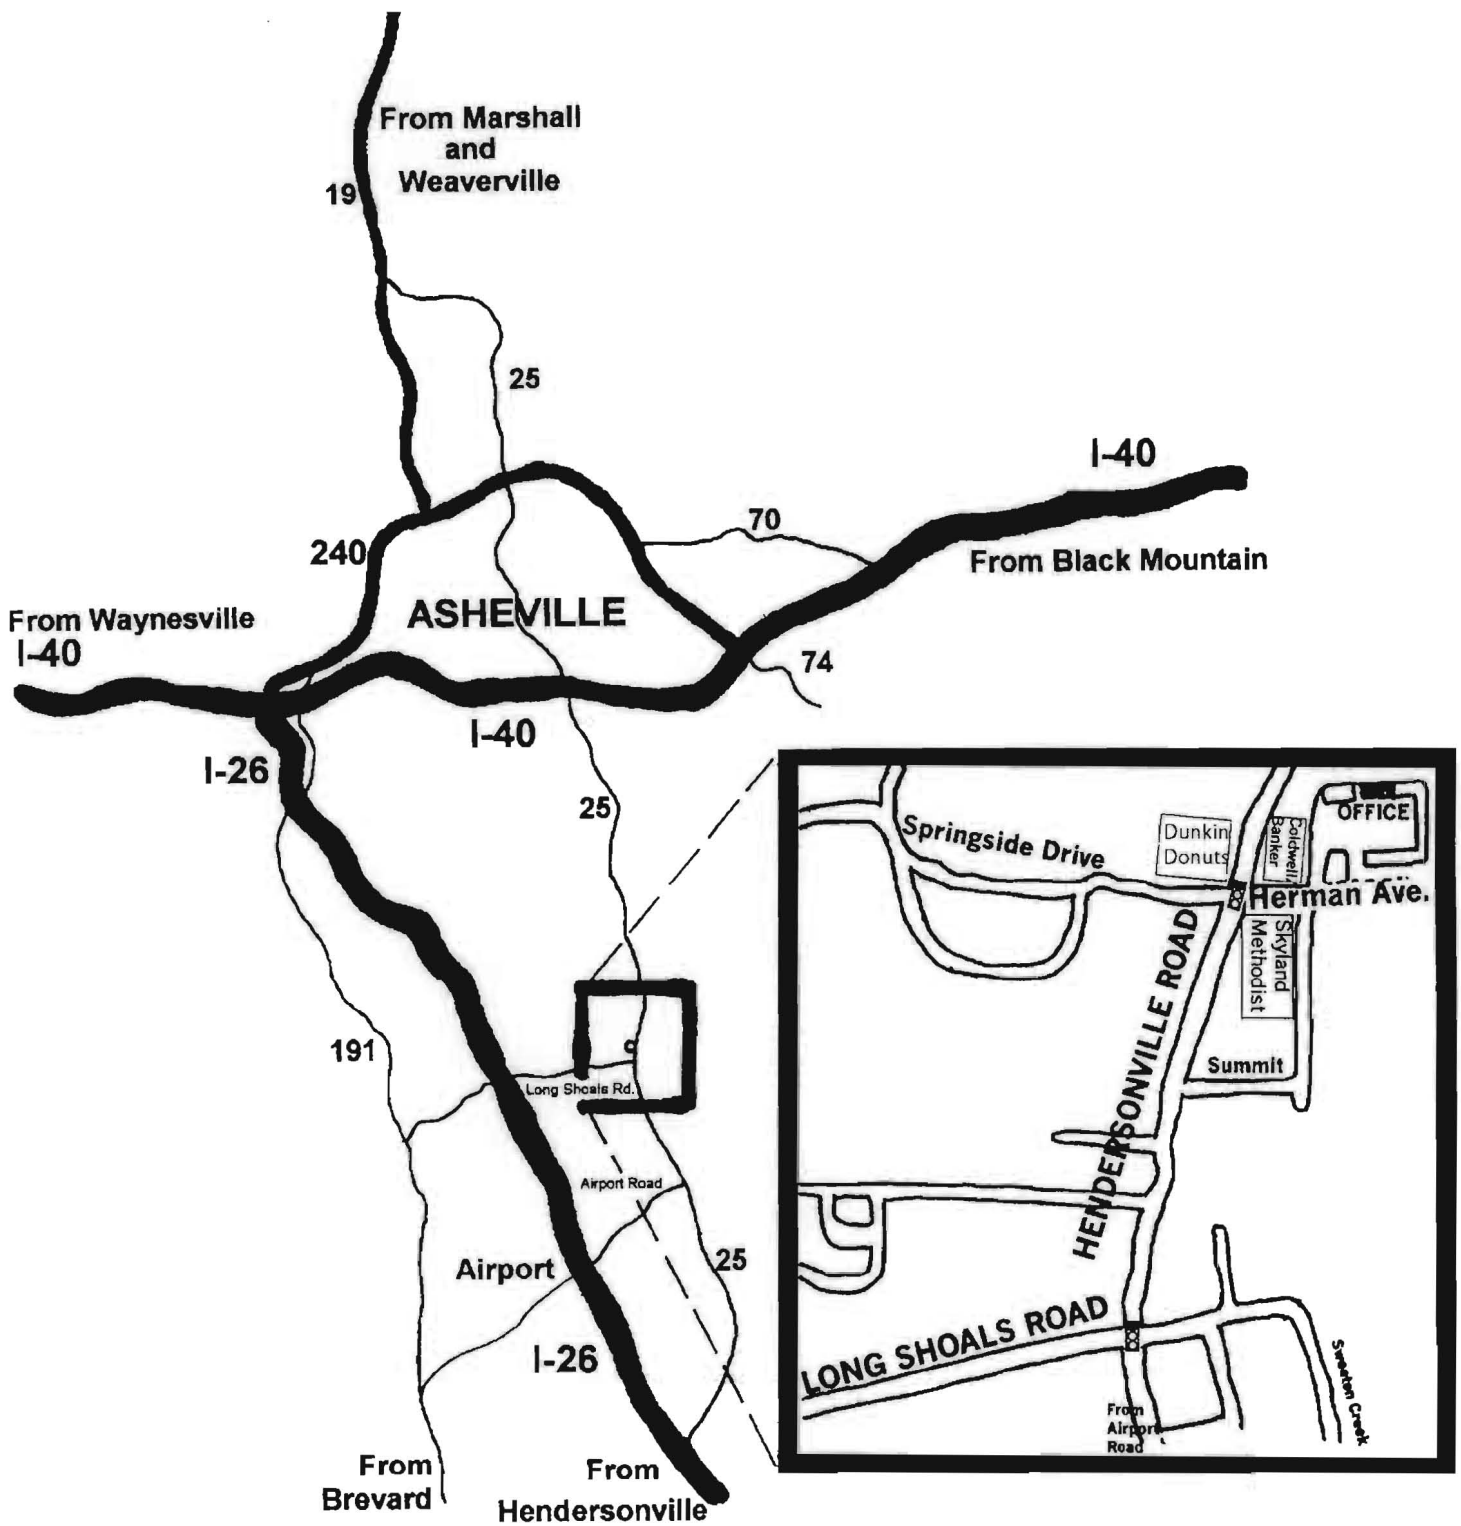 From Marshall
and
Weaverville
19
25
I-40
70
240
From Black Mountain
ASHEVILLE
From Waynesville
I-40
74
I-40
I-26
25
191
Long Shoals Rd.
Airport Road
Airport
25
I-26
From
Brevard
From
Hendersonville
Springside Drive
Dunkin
Donuts
Coldwell
Banker
OFFICE
Herman Ave.
Skyland
Methodist
HENDERSONVILLE ROAD
Summit
LONG SHOALS ROAD
From
Airport
Road
Sweeten Creek